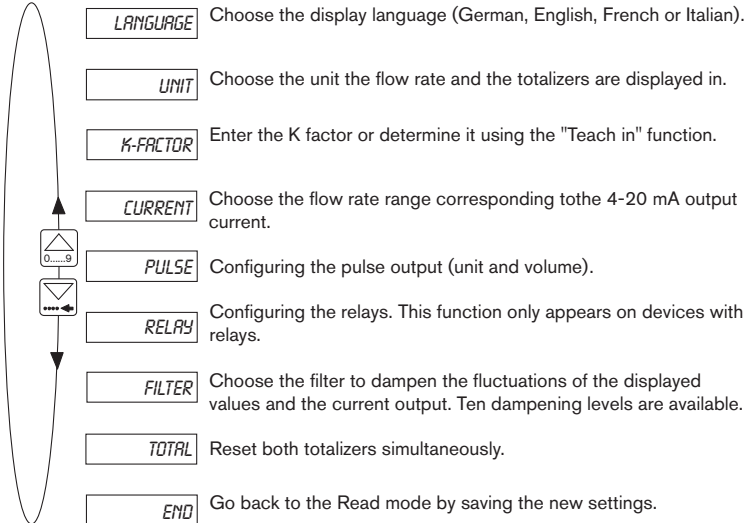 LANGUAGE
Choose the display language (German, English, French or Italian).
UNIT
Choose the unit the flow rate and the totalizers are displayed in.
K-FACTOR
Enter the K factor or determine it using the "Teach in" function.
CURRENT
Choose the flow rate range corresponding tothe 4-20 mA output
current.
0......9
PULSE
Configuring the pulse output (unit and volume).
RELAY
Configuring the relays. This function only appears on devices with
relays.
FILTER
Choose the filter to dampen the fluctuations of the displayed
values and the current output. Ten dampening levels are available.
TOTAL
Reset both totalizers simultaneously.
END
Go back to the Read mode by saving the new settings.